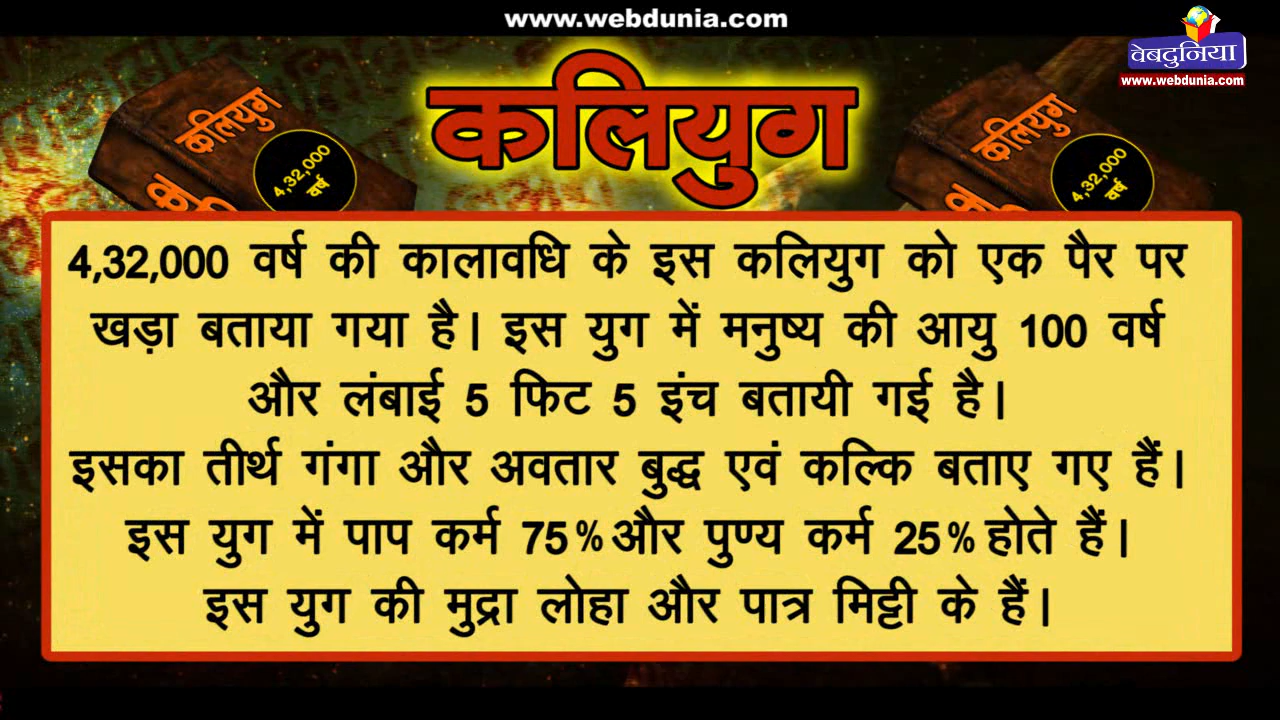 www.webdunia.com
वेबदुनिया
www.webdunia.com
कलियुग
कलियुग
4,32,000
वर्ष
कलियुग
4,32,000
वर्ष
4,32,000 वर्ष की कालावधि के इस कलियुग को एक पैर पर
खड़ा बताया गया है। इस युग में मनुष्य की आयु 100 वर्ष
और लंबाई 5 फिट 5 इंच बतायी गई है।
इसका तीर्थ गंगा और अवतार बुद्ध एवं कल्कि बताए गए हैं।
इस युग में पाप कर्म 75% और पुण्य कर्म 25% होते हैं।
इस युग की मुद्रा लोहा और पात्र मिट्टी के हैं।